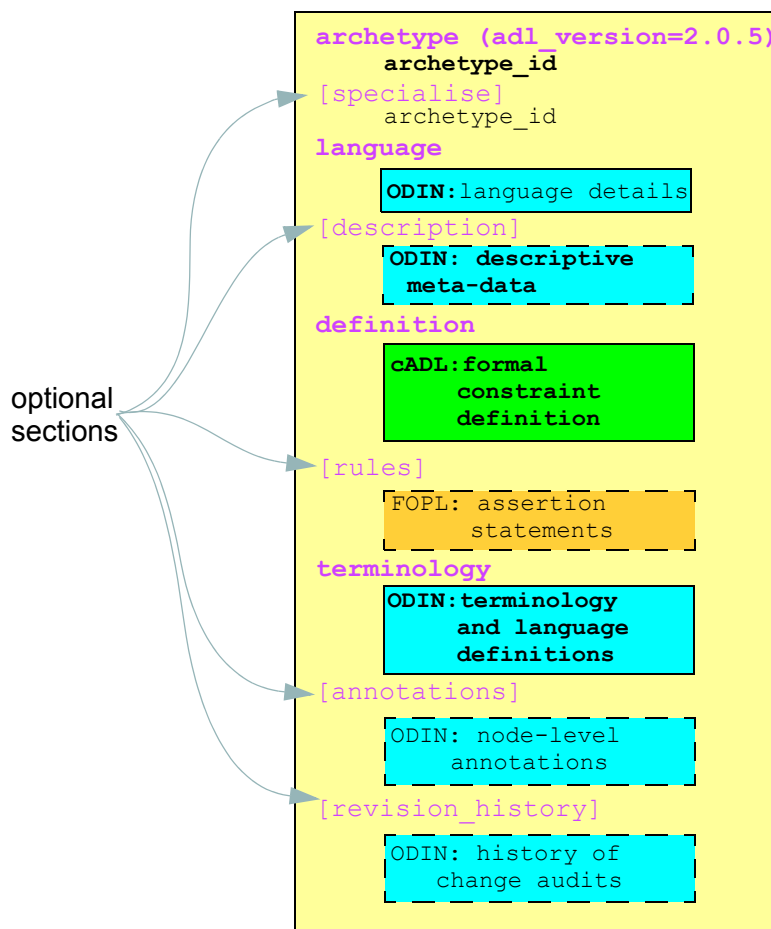 archetype (adl_version=2.0.5)
archetype_id
[specialise]
archetype_id
language
ODIN:language details
[description]
ODIN: descriptive
meta-data
definition
cADL:formal
constraint
definition
optional
sections
[rules]
FOPL: assertion
statements
terminology
ODIN:terminology
and language
definitions
[annotations]
ODIN: node-level
annotations
[revision_history]
ODIN: history of
change audits